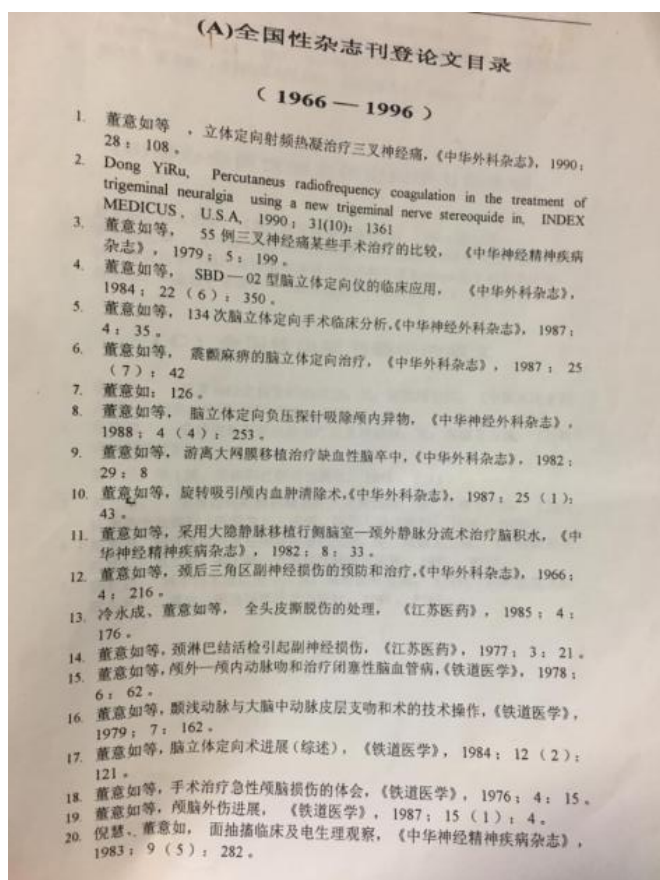 (A)全国性杂志刊登论文目录
（ 1966 — 1996 ）
1. 董意如等 ，立体定向射频热凝治疗三叉神经痛，《中华外科杂志》，1990；
28： 108 。
2. Dong YiRu, Percutaneus radiofrequency coagulation in the treatment of
trigeminal neuralgia using a new trigeminal nerve stereoquide in, INDEX
MEDICUS, U.S.A, 1990；31(10)：1361
3. 董意如等， 55 例三叉神经痛某些手术治疗的比较， 《中华神经精神疾病
杂志》，1979；5：199 。
4. 董意如等， SBD—02 型脑立体定向仪的临床应用， 《中华外科杂志》，
1984；22（6）：350 。
5. 董意如等，134 次脑立体定向手术临床分析，《中华神经外科杂志》，1987；
4：35 。
6. 董意如等， 震颤麻痹的脑立体定向治疗，《中华外科杂志》，1987；25
（7）：42
7. 董意如：126 。
8. 董意如等， 脑立体定向负压探针吸除颅内异物，《中华神经外科杂志》，
1988；4（4）：253 。
9. 董意如等， 游离大网膜移植治疗缺血性脑卒中，《中华外科杂志》，1982；
29：8
10. 董意如等，旋转吸引颅内血肿清除术，《中华外科杂志》，1987；25（1）：
43 。
11. 董意如等，采用大隐静脉移植行侧脑室—颈外静脉分流术治疗脑积水，《中
华神经精神疾病杂志》，1982；8：33 。
12. 董意如等，颈后三角区副神经损伤的预防和治疗，《中华外科杂志》，1966；
4：216 。
13. 冷永成、董意如等， 全头皮撕脱伤的处理， 《江苏医药》，1985；4：
176 。
14. 董意如等，颈淋巴结活检引起副神经损伤，《江苏医药》，1977；3：21 。
15. 董意如等，颅外—颅内动脉吻和治疗闭塞性脑血管病，《铁道医学》，1978；
6：62 。
16. 董意如等，颞浅动脉与大脑中动脉皮层支吻和术的技术操作，《铁道医学》，
1979；7：162 。
17. 董意如等，脑立体定向术进展（综述），《铁道医学》，1984；12（2）：
121 。
18. 董意如等，手术治疗急性颅脑损伤的体会，《铁道医学》，1976；4：15 。
19. 董意如等，颅脑外伤进展， 《铁道医学》，1987；15（1）：4 。
20. 倪慧、董意如， 面抽搐临床及电生理观察，《中华神经精神疾病杂志》，
1983；9（5）：282 。